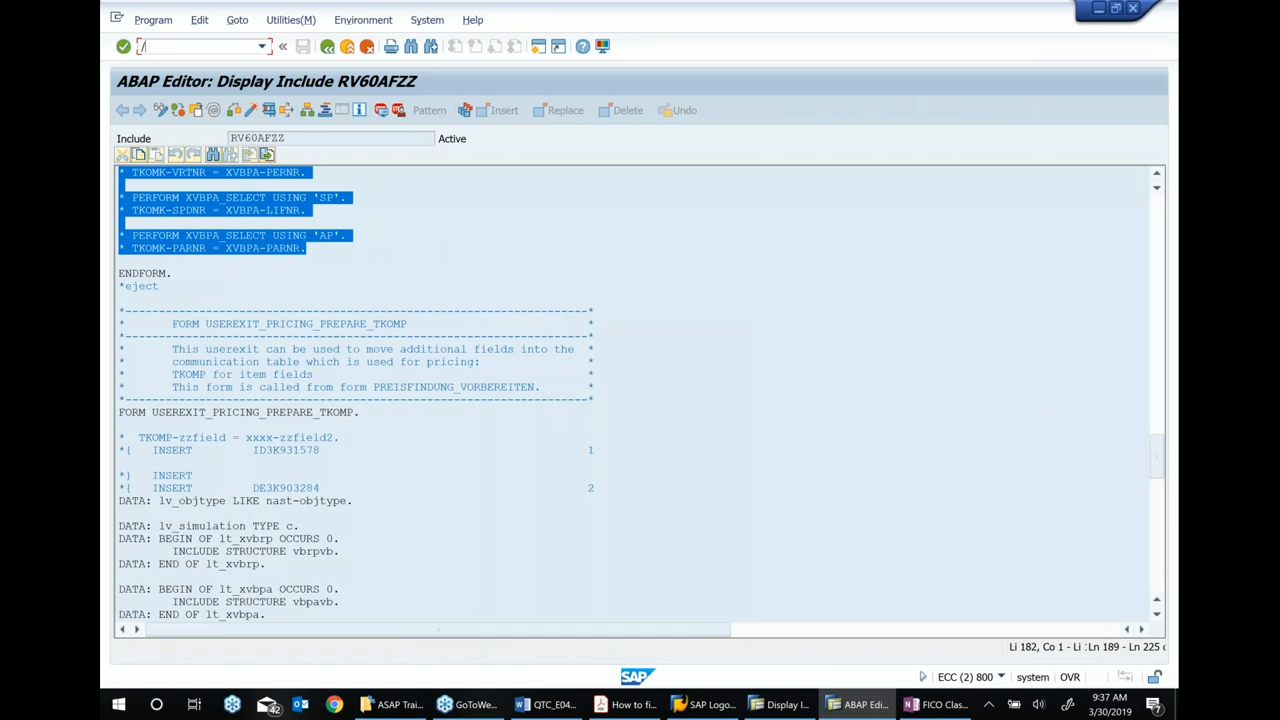 Program Edit Goto Utilities(M) Environment System Help
/
ABAP Editor: Display Include RV60AFZZ
Pattern Insert Replace Delete Undo
Include RV60AFZZ Active
* TKOMK-VRTNR = XVBPA-PERNR.
* PERFORM XVBPA_SELECT USING 'SP'.
* TKOMK-SPDNR = XVBPA-LIFNR.
* PERFORM XVBPA_SELECT USING 'AP'.
* TKOMK-PARNR = XVBPA-PARNR.
ENDFORM.
*eject
*---------------------------------------------------------------*
* FORM USEREXIT_PRICING_PREPARE_TKOMP *
*---------------------------------------------------------------*
* This userexit can be used to move additional fields into the *
* communication table which is used for pricing: *
* TKOMP for item fields *
* This form is called from form PREISFINDUNG_VORBEREITEN. *
*---------------------------------------------------------------*
FORM USEREXIT_PRICING_PREPARE_TKOMP.
* TKOMP-zzfield = xxxx-zzfield2.
*{ INSERT ID3K931578 1
*} INSERT
*{ INSERT DE3K903284 2
DATA: lv_objtype LIKE nast-objtype.
DATA: lv_simulation TYPE c.
DATA: BEGIN OF lt_xvbrp OCCURS 0.
INCLUDE STRUCTURE vbrpvb.
DATA: END OF lt_xvbrp.
DATA: BEGIN OF lt_xvbpa OCCURS 0.
INCLUDE STRUCTURE vbpavb.
DATA: END OF lt_xvbpa.
Li 182, Co 1 - Li :Ln 189 - Ln 225 c
SAP
ECC (2) 800 system OVR
42 ASAP Trai... GoToWe... QTC_E04... How to fi... SAP Logo... Display I... ABAP Edi... FICO Clas... 9:37 AM
3/30/2019 7